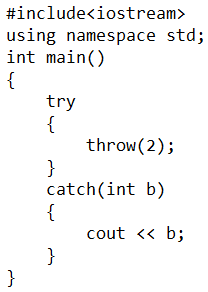 #include<iostream>
using namespace std;
int main()
{
    try
    {
        throw(2);
    }
    catch(int b)
    {
        cout << b;
    }
}